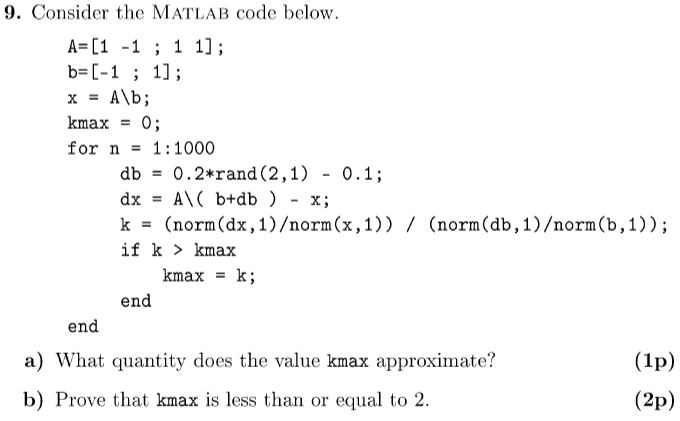 9. Consider the MATLAB code below.
A=[1 -1 ; 1 1];
b=[-1 ; 1];
x = A\b;
kmax = 0;
for n = 1:1000
db = 0.2*rand(2,1) - 0.1;
dx = A\( b+db ) - x;
k = (norm(dx,1)/norm(x,1)) / (norm(db,1)/norm(b,1));
if k > kmax
kmax = k;
end
end
a) What quantity does the value kmax approximate? (1p)
b) Prove that kmax is less than or equal to 2. (2p)